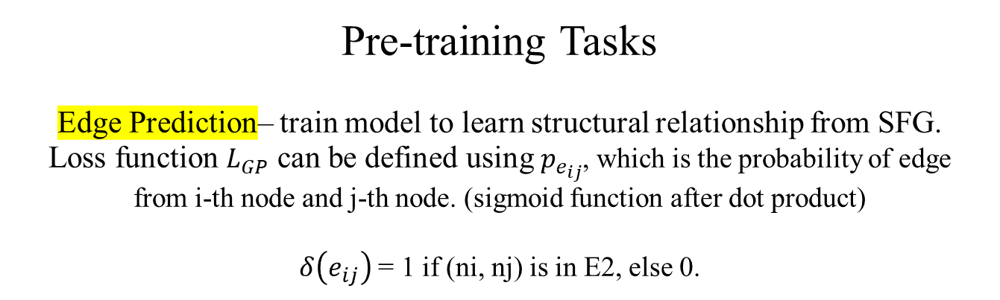 Pre-training Tasks
Edge Prediction– train model to learn structural relationship from SFG.
Loss function $L_{GP}$ can be defined using $p_{e_{ij}}$, which is the probability of edge
from i-th node and j-th node. (sigmoid function after dot product)
$\delta(e_{ij})$ = 1 if (ni, nj) is in E2, else 0.